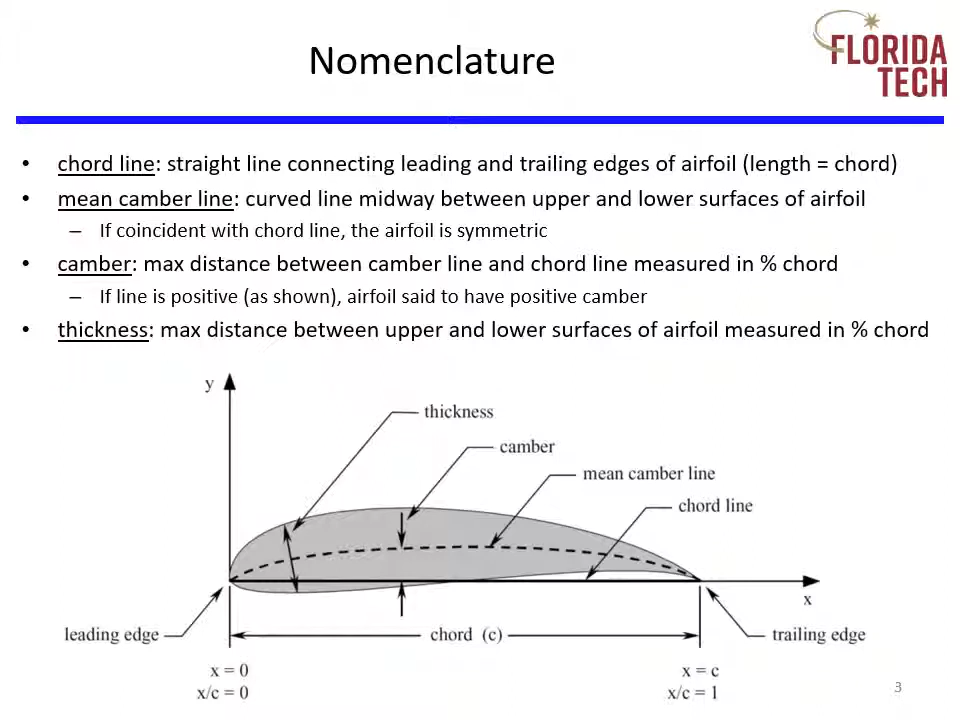 Nomenclature
FLORIDA
TECH
• chord line: straight line connecting leading and trailing edges of airfoil (length = chord)
• mean camber line: curved line midway between upper and lower surfaces of airfoil
– If coincident with chord line, the airfoil is symmetric
• camber: max distance between camber line and chord line measured in % chord
– If line is positive (as shown), airfoil said to have positive camber
• thickness: max distance between upper and lower surfaces of airfoil measured in % chord
y
thickness
camber
mean camber line
chord line
x
leading edge
chord (c)
trailing edge
x = 0
x/c = 0
x = c
x/c = 1
3